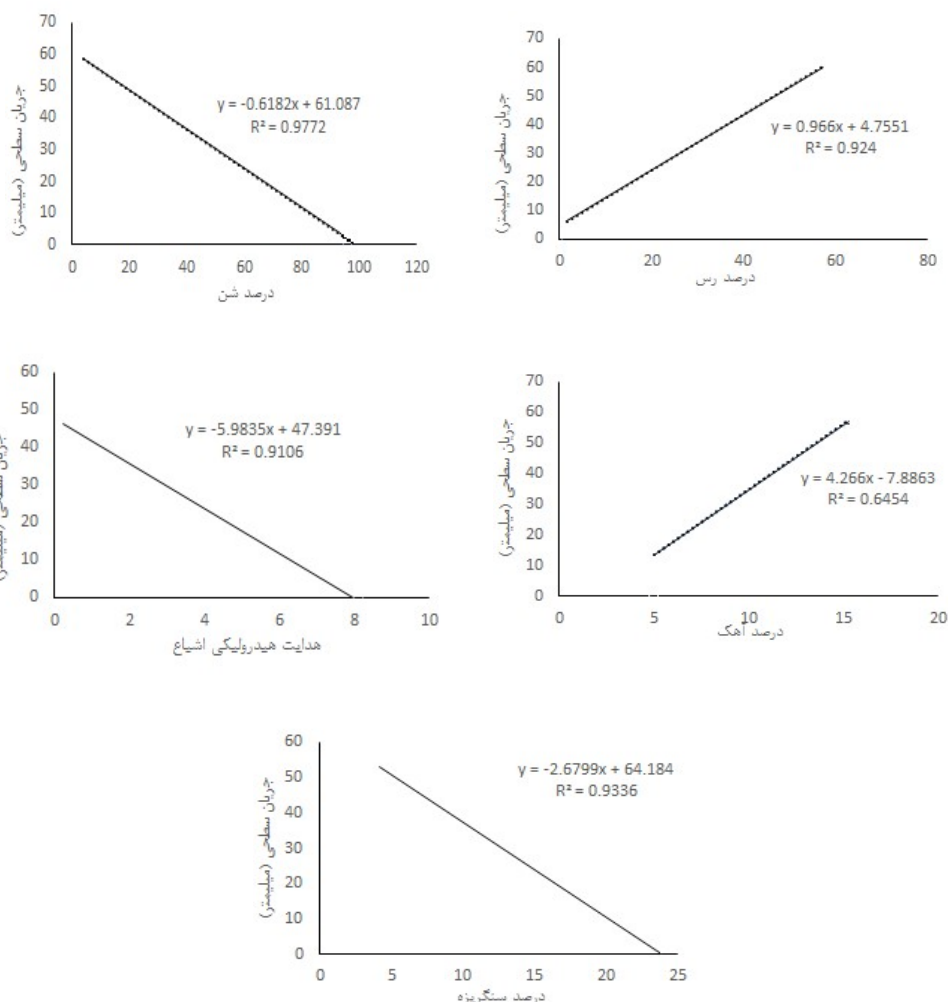 جریان سطحی (میلیمتر)
70
60
50
40
30
20
10
0
y = -0.6182x + 61.087
R² = 0.9772
0 20 40 60 80 100 120
درصد شن
جریان سطحی (میلیمتر)
70
60
50
40
30
20
10
0
y = 0.966x + 4.7551
R² = 0.924
0 20 40 60 80
درصد رس
جریان سطحی (میلیمتر)
60
50
40
30
20
10
0
y = -5.9835x + 47.391
R² = 0.9106
0 2 4 6 8 10
هدایت هیدرولیکی اشباع
جریان سطحی (میلیمتر)
70
60
50
40
30
20
10
0
y = 4.266x - 7.8863
R² = 0.6454
0 5 10 15 20
درصد آهک
جریان سطحی (میلیمتر)
60
50
40
30
20
10
0
y = -2.6799x + 64.184
R² = 0.9336
0 5 10 15 20 25
درصد سنگریزه